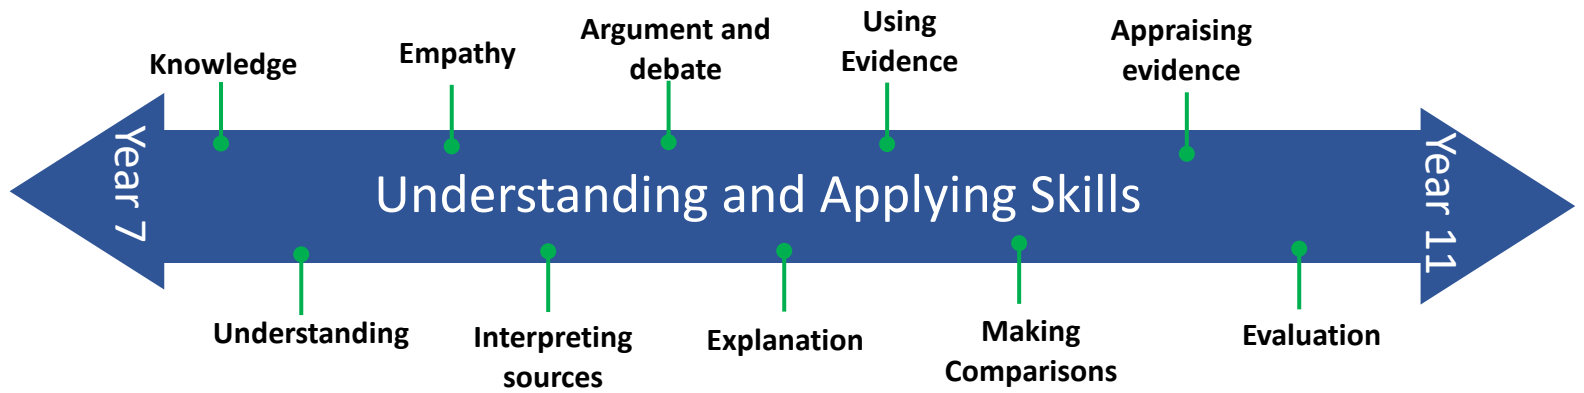 Knowledge
Empathy
Argument and
debate
Using
Evidence
Appraising
evidence
Year 7
Understanding and Applying Skills
Year 11
Understanding
Interpreting
sources
Explanation
Making
Comparisons
Evaluation